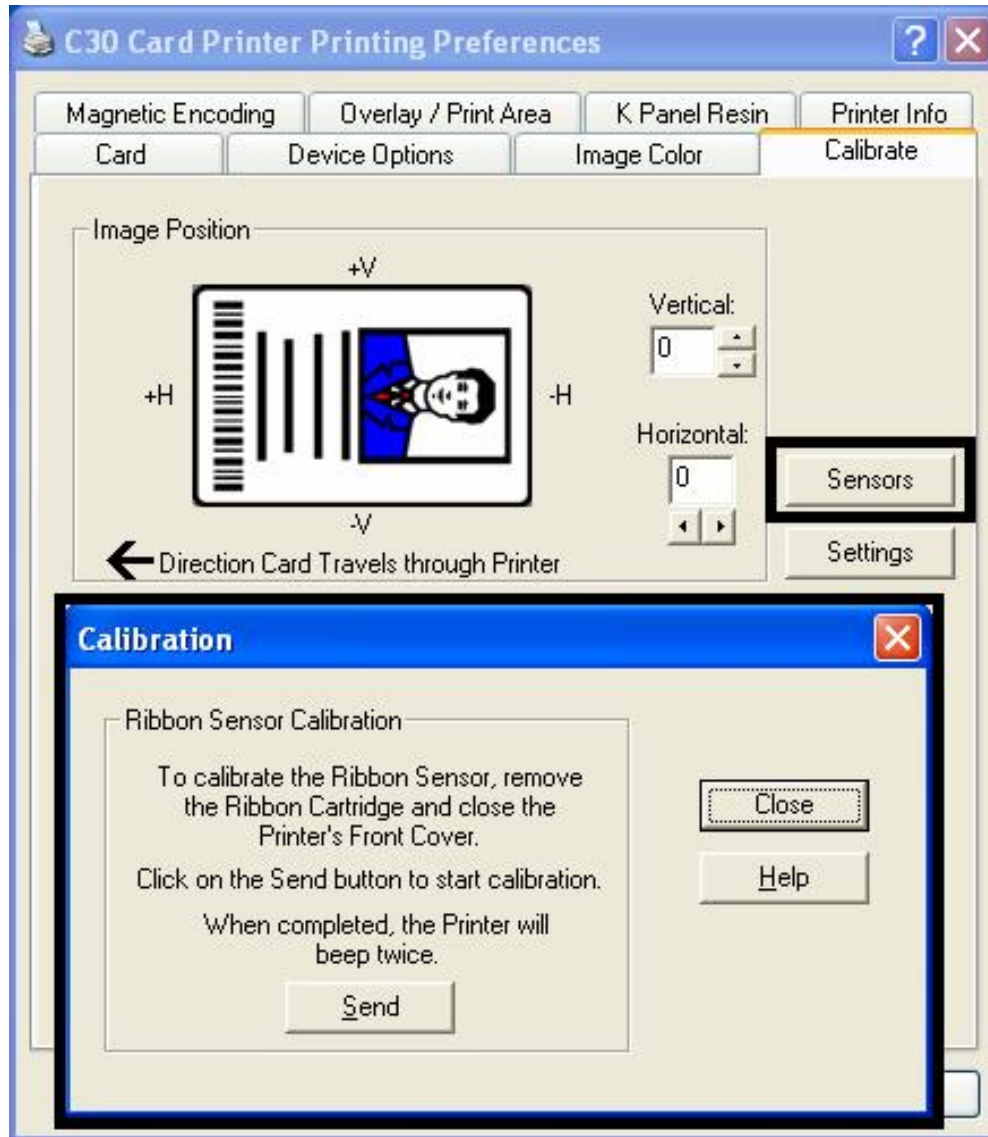 C30 Card Printer Printing Preferences
Magnetic Encoding Overlay / Print Area K Panel Resin Printer Info
Card Device Options Image Color Calibrate
Image Position
+V
Vertical:
0
+H -H
Horizontal:
0
Sensors
-V
Direction Card Travels through Printer
Settings
Calibration
Ribbon Sensor Calibration
To calibrate the Ribbon Sensor, remove
the Ribbon Cartridge and close the
Printer's Front Cover.
Close
Click on the Send button to start calibration.
Help
When completed, the Printer will
beep twice.
Send